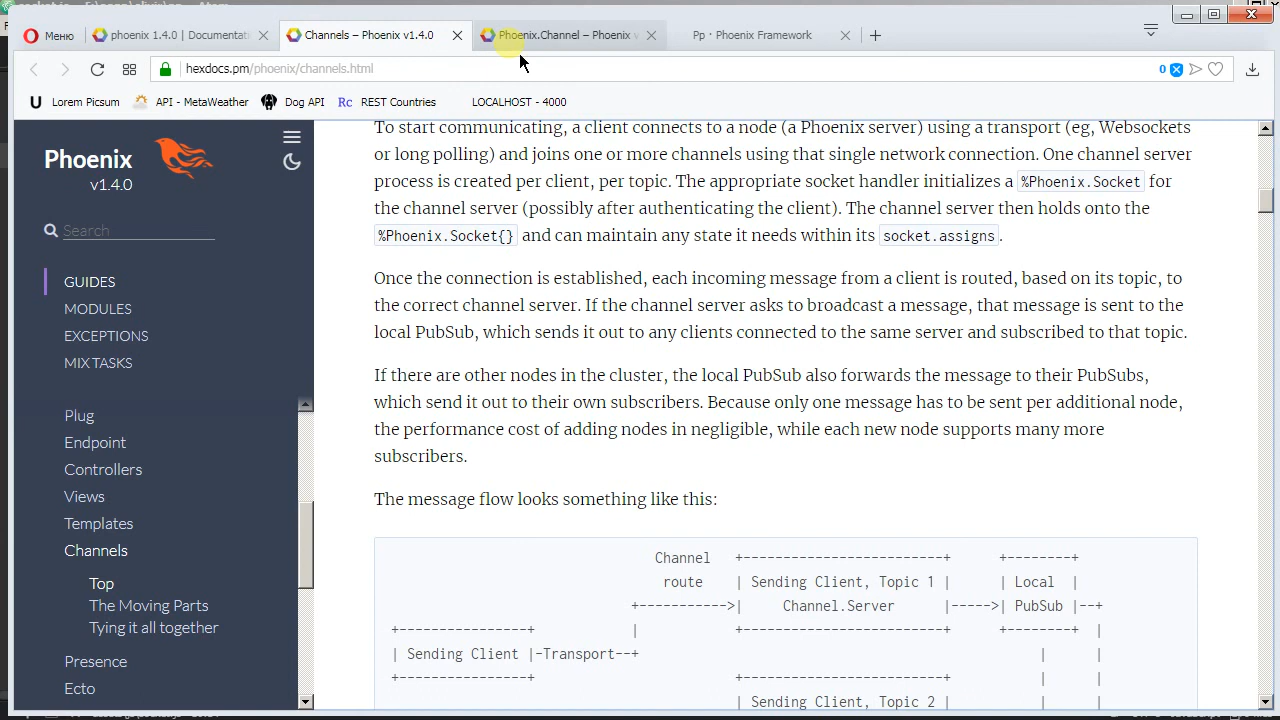 Меню
phoenix 1.4.0 | Documentat
Channels – Phoenix v1.4.0
Phoenix.Channel – Phoenix v
Pp Phoenix Framework
hexdocs.pm/phoenix/channels.html
0
U Lorem Picsum
API - MetaWeather
Dog API
Rc REST Countries
LOCALHOST - 4000
Phoenix
v1.4.0
Search
GUIDES
MODULES
EXCEPTIONS
MIX TASKS
Plug
Endpoint
Controllers
Views
Templates
Channels
Top
The Moving Parts
Tying it all together
Presence
Ecto
To start communicating, a client connects to a node (a Phoenix server) using a transport (eg, Websockets
or long polling) and joins one or more channels using that single network connection. One channel server
process is created per client, per topic. The appropriate socket handler initializes a %Phoenix.Socket for
the channel server (possibly after authenticating the client). The channel server then holds onto the
%Phoenix.Socket{} and can maintain any state it needs within its socket.assigns.
Once the connection is established, each incoming message from a client is routed, based on its topic, to
the correct channel server. If the channel server asks to broadcast a message, that message is sent to the
local PubSub, which sends it out to any clients connected to the same server and subscribed to that topic.
If there are other nodes in the cluster, the local PubSub also forwards the message to their PubSubs,
which send it out to their own subscribers. Because only one message has to be sent per additional node,
the performance cost of adding nodes in negligible, while each new node supports many more
subscribers.
The message flow looks something like this:
Channel +-------------------------+ +--------+
route | Sending Client, Topic 1 | | Local |
+----------->| Channel.Server |----->| PubSub |--+
+----------------+ | +-------------------------+ +--------+ |
| Sending Client |-Transport--+ | |
+----------------+ +-------------------------+ | |
| Sending Client, Topic 2 | | |